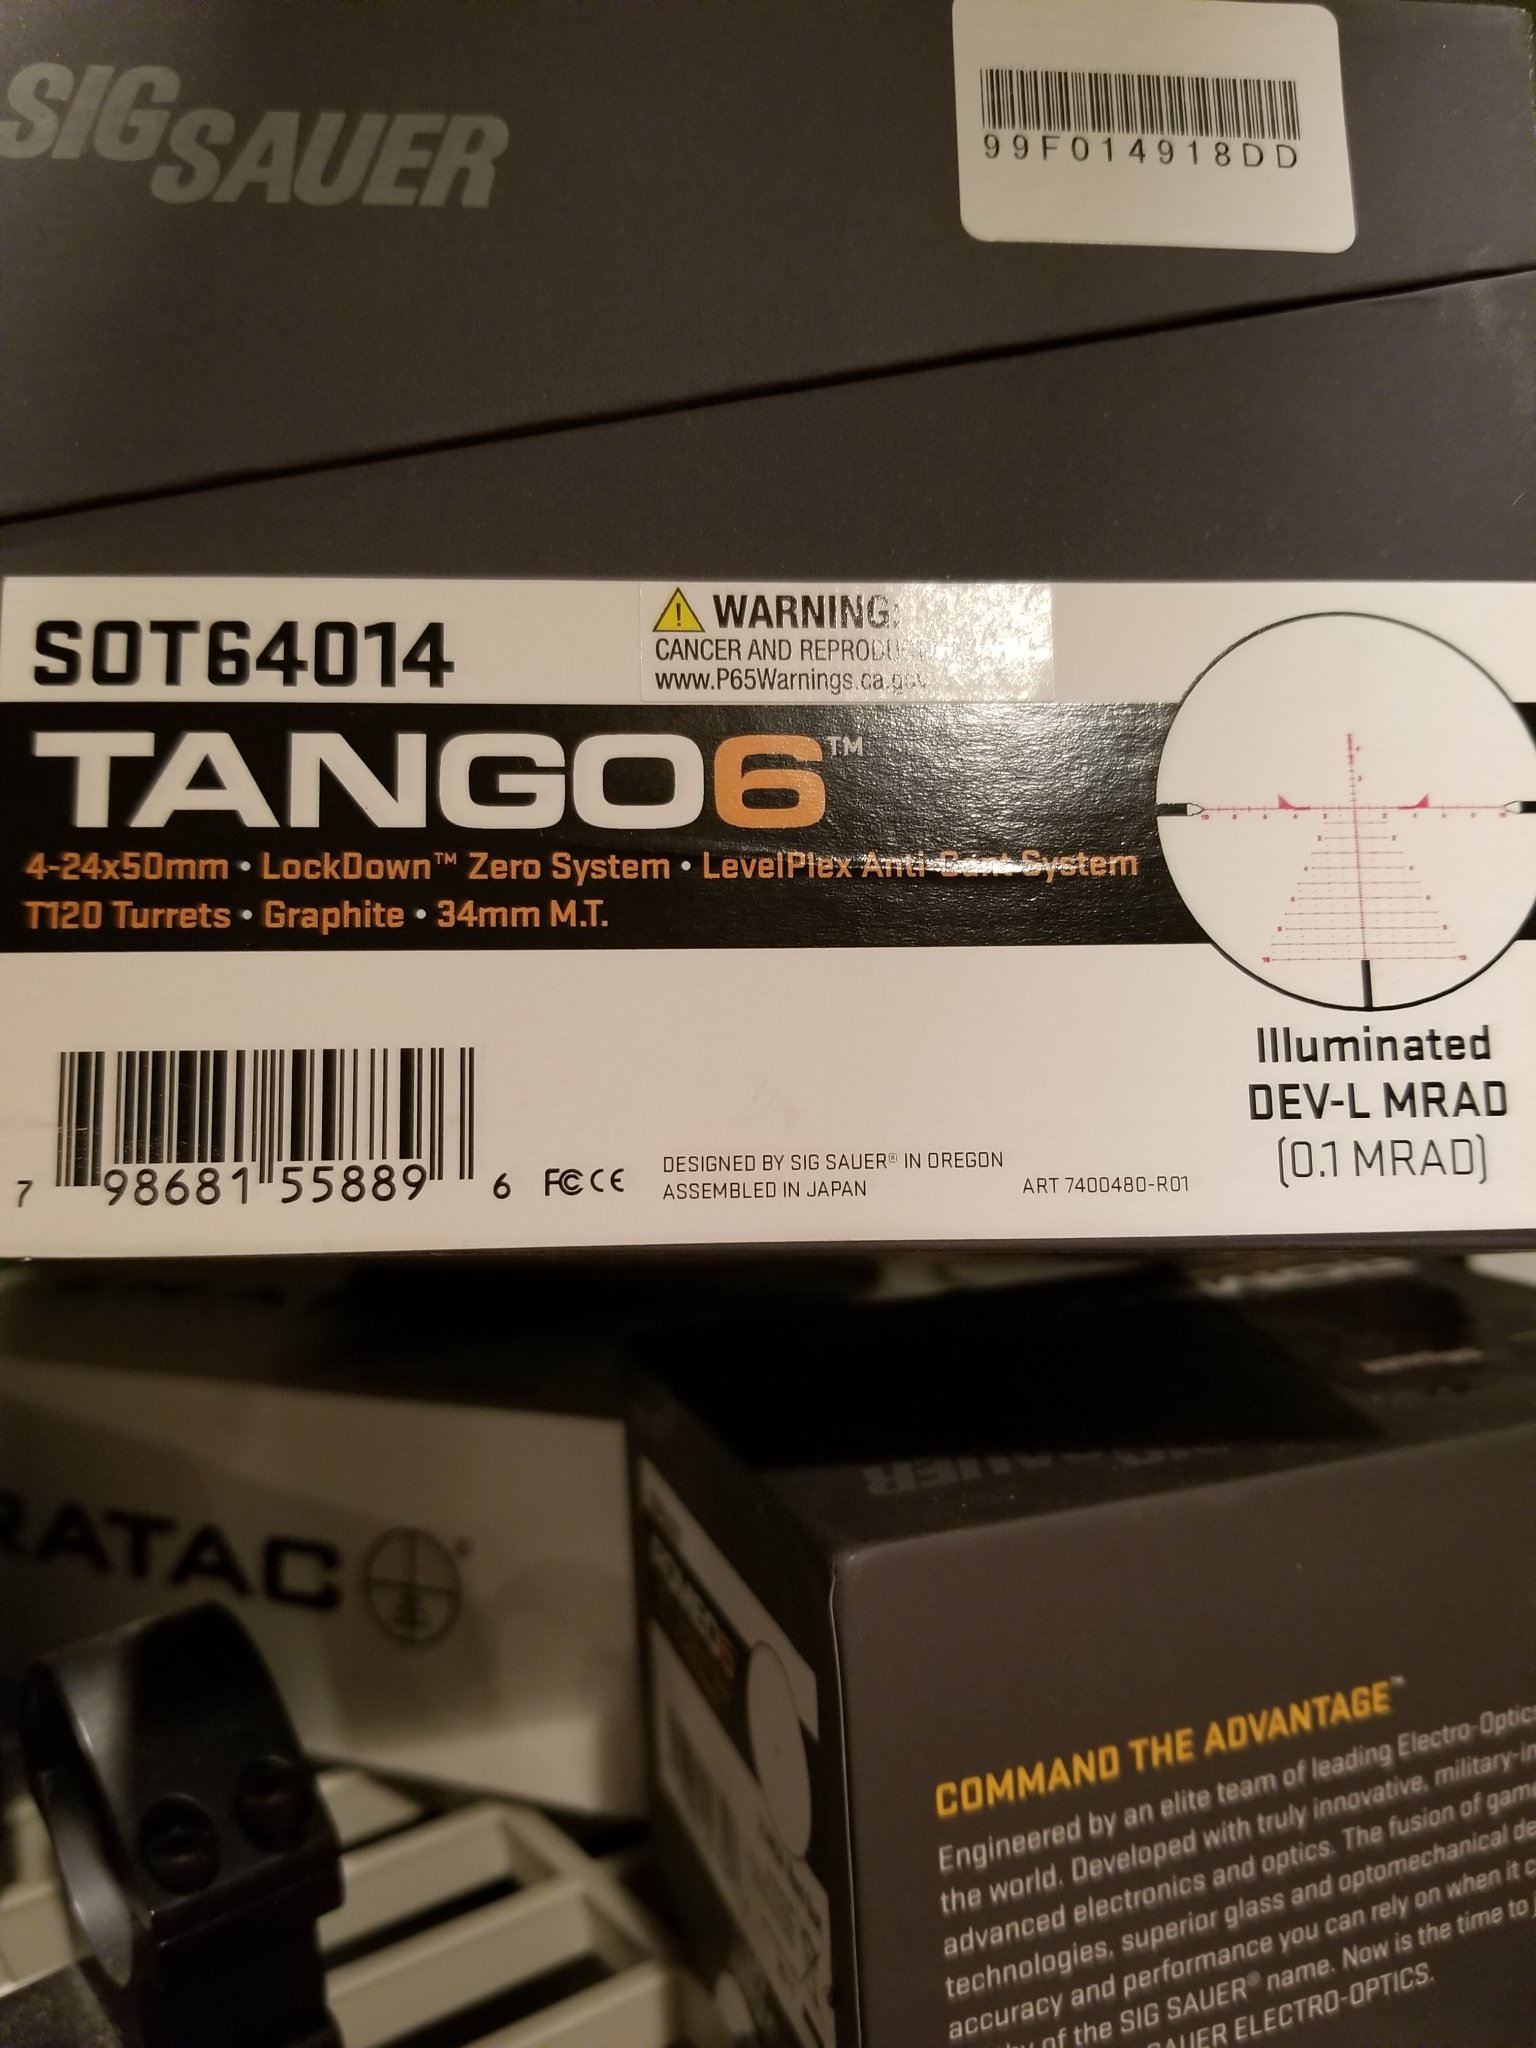 SIG SAUER
99F014918DD
SOT64014
WARNING:
CANCER AND REPRODU
www.P65Warnings.ca.gov
TANGO6™
4-24x50mm • LockDown™ Zero System • LevelPlex Anti-Cant System
T120 Turrets • Graphite • 34mm M.T.
Illuminated
DEV-L MRAD
(0.1 MRAD)
7 98681 55889 6
FC CE
DESIGNED BY SIG SAUER® IN OREGON
ASSEMBLED IN JAPAN
ART 7400480-R01
SIG SAUER
RATAC®
COMMAND THE ADVANTAGE™
Engineered by an elite team of leading Electro-Optics
the world. Developed with truly innovative, military-in
advanced electronics and optics. The fusion of gam
technologies, superior glass and optomechanical de
accuracy and performance you can rely on when it c
of the SIG SAUER® name. Now is the time to j
SAUER ELECTRO-OPTICS.